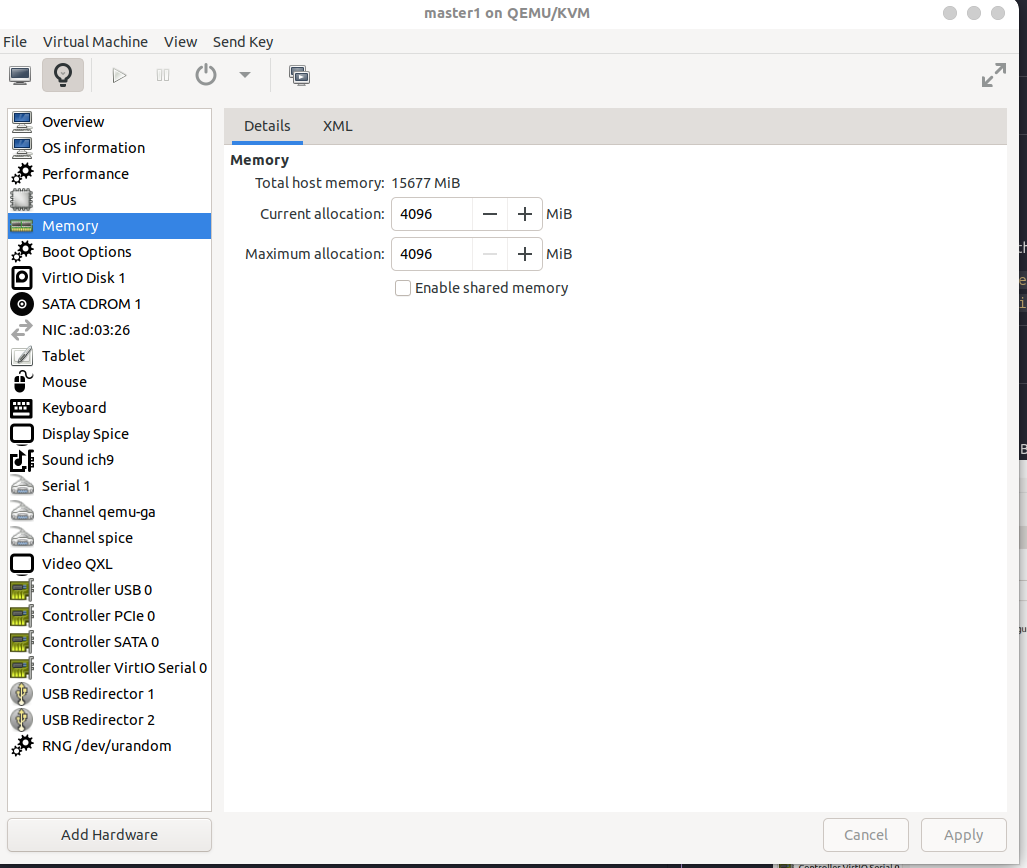 master1 on QEMU/KVM
File Virtual Machine View Send Key
Overview
OS information
Performance
CPUs
Memory
Boot Options
VirtIO Disk 1
SATA CDROM 1
NIC :ad:03:26
Tablet
Mouse
Keyboard
Display Spice
Sound ich9
Serial 1
Channel qemu-ga
Channel spice
Video QXL
Controller USB 0
Controller PCIe 0
Controller SATA 0
Controller VirtIO Serial 0
USB Redirector 1
USB Redirector 2
RNG /dev/urandom
Add Hardware
Details XML
Memory
Total host memory: 15677 MiB
Current allocation: 4096 MiB
Maximum allocation: 4096 MiB
Enable shared memory
Cancel Apply